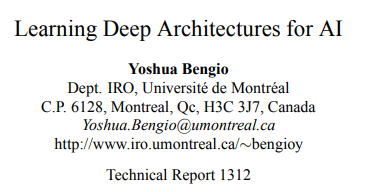 Learning Deep Architectures for AI
Yoshua Bengio
Dept. IRO, Université de Montréal
C.P. 6128, Montreal, Qc, H3C 3J7, Canada
Yoshua.Bengio@umontreal.ca
http://www.iro.umontreal.ca/∼bengioy
Technical Report 1312